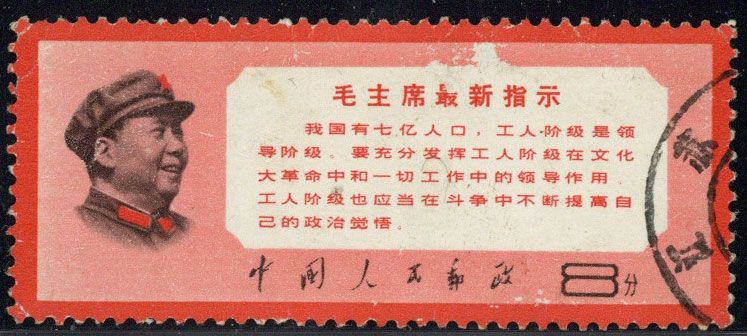 毛主席最新指示
我国有七亿人口，工人阶级是领
导阶级。要充分发挥工人阶级在文化
大革命中和一切工作中的领导作用。
工人阶级也应当在斗争中不断提高自
己的政治觉悟。
中国人民邮政 8分